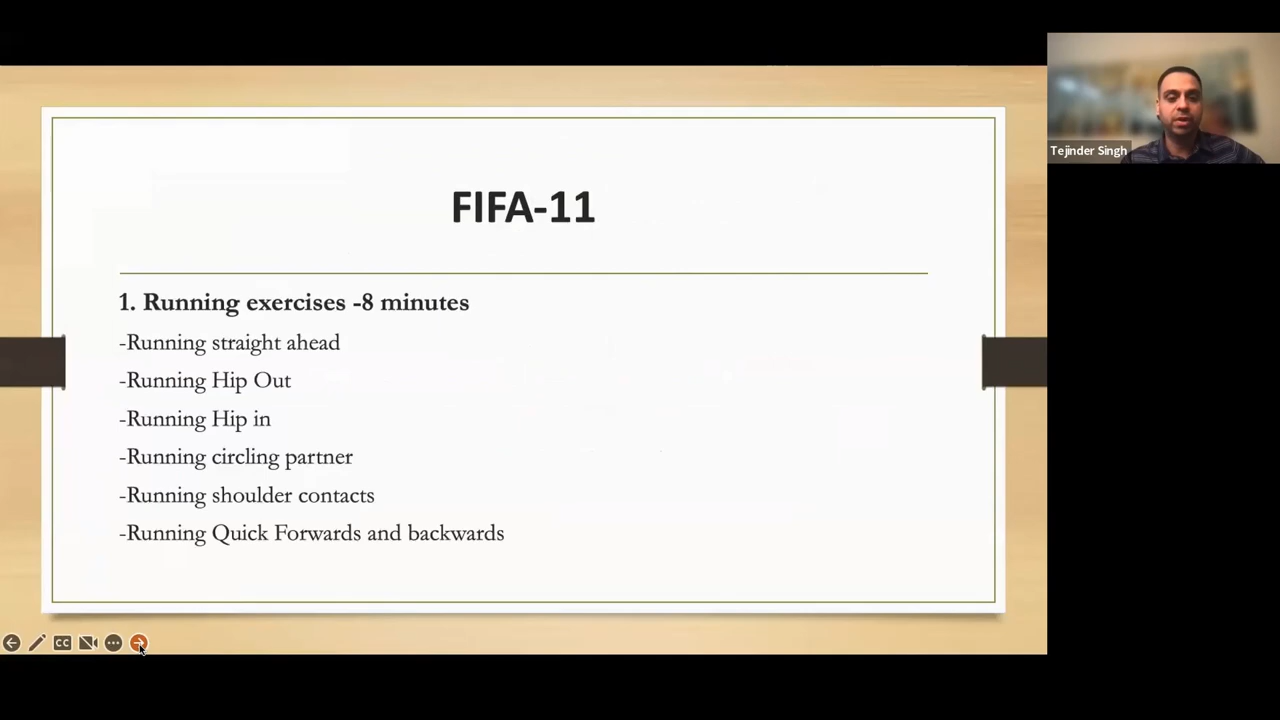 FIFA-11
1. Running exercises -8 minutes
-Running straight ahead
-Running Hip Out
-Running Hip in
-Running circling partner
-Running shoulder contacts
-Running Quick Forwards and backwards
Tejinder Singh
CC